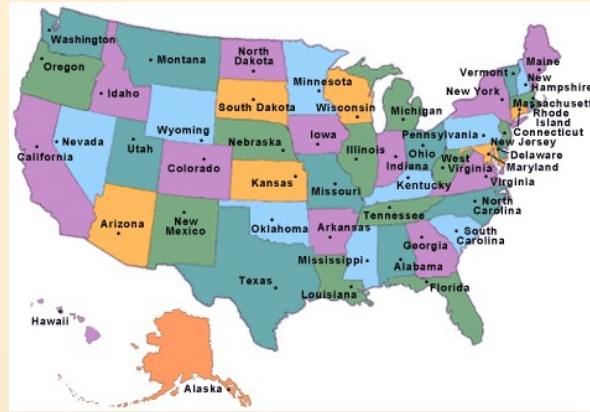 Washington
Oregon
Idaho
Montana
North
Dakota
Minnesota
South Dakota
Wisconsin
Michigan
Vermont
Maine
New
Hampshire
New York
Massachusett
Rhode
Island
Connecticut
New Jersey
Delaware
Maryland
California
Nevada
Utah
Wyoming
Colorado
Nebraska
Iowa
Illinois
Indiana
Ohio
Pennsylvania
West
Virginia
Virginia
Kansas
Missouri
Kentucky
Arizona
New
Mexico
Oklahoma
Arkansas
Tennessee
North
Carolina
South
Carolina
Texas
Louisiana
Mississippi
Alabama
Georgia
Florida
Hawaii
Alaska